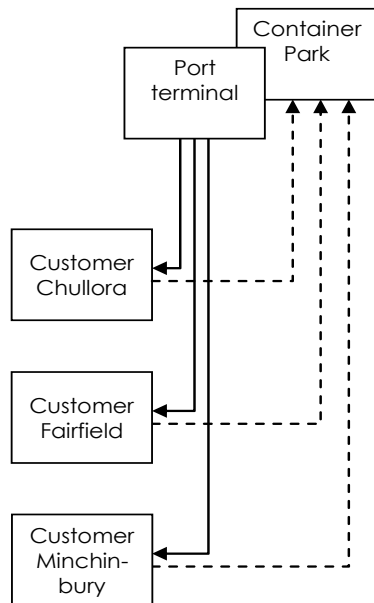 Container
Park
Port
terminal
Customer
Chullora
Customer
Fairfield
Customer
Minchin-
bury